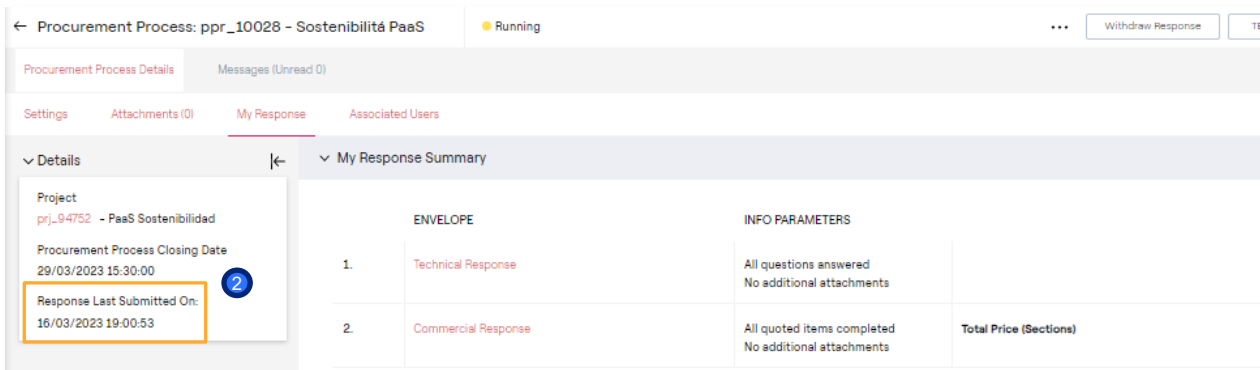 ← Procurement Process: ppr_10028 - Sostenibilitá PaaS
Running
... Withdraw Response
Procurement Process Details Messages (Unread 0)
Settings Attachments (0) My Response Associated Users
Details
My Response Summary
Project
prj_94752 - PaaS Sostenibilidad
Procurement Process Closing Date
29/03/2023 15:30:00
2
Response Last Submitted On:
16/03/2023 19:00:53
ENVELOPE INFO PARAMETERS
1. Technical Response All questions answered
No additional attachments
2. Commercial Response All quoted items completed Total Price (Sections)
No additional attachments